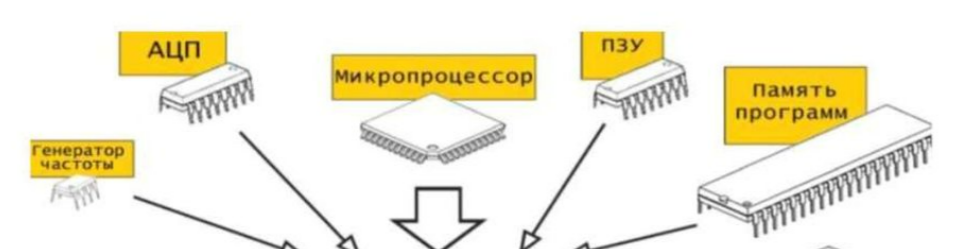 АЦП
Микропроцессор
ПЗУ
Память
программ
Генератор
частоты